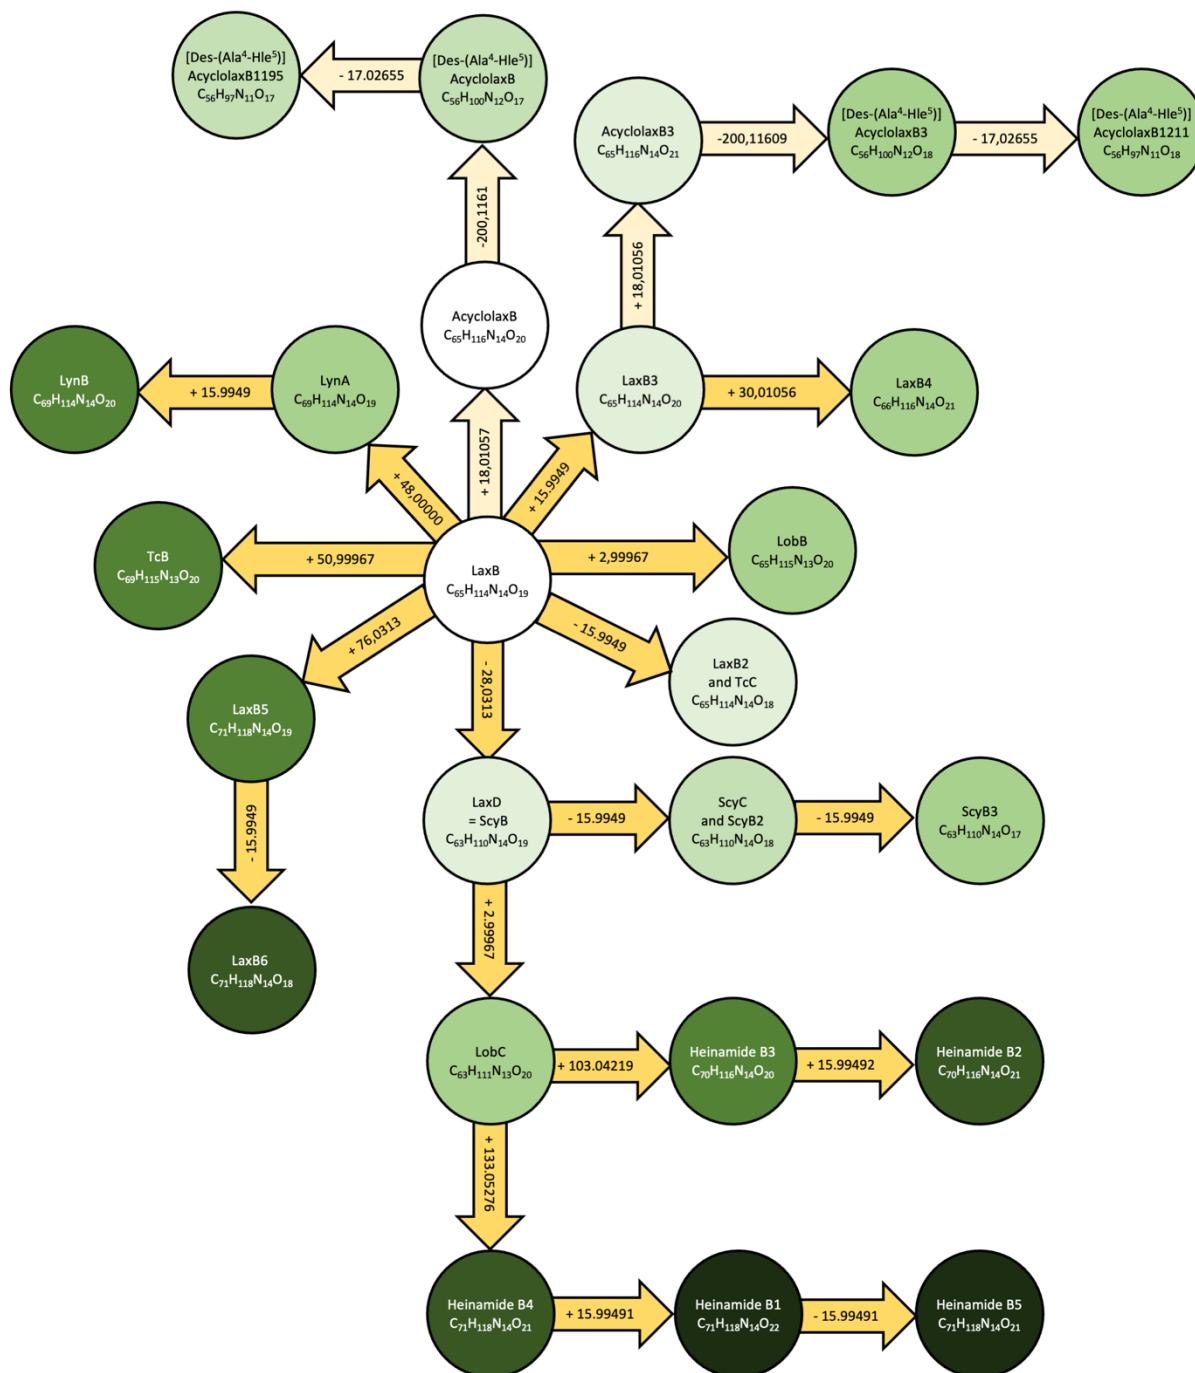 [Des-(Ala⁴-Hle⁵)]
AcyclolaxB1195
C₅₆H₉₇N₁₁O₁₇
- 17.02655
[Des-(Ala⁴-Hle⁵)]
AcyclolaxB
C₅₆H₁₀₀N₁₂O₁₇
AcyclolaxB3
C₆₅H₁₁₆N₁₄O₂₁
-200,11609
[Des-(Ala⁴-Hle⁵)]
AcyclolaxB3
C₅₆H₁₀₀N₁₂O₁₈
- 17,02655
[Des-(Ala⁴-Hle⁵)]
AcyclolaxB1211
C₅₆H₉₇N₁₁O₁₈
-200,1161
+ 18,01056
AcyclolaxB
C₆₅H₁₁₆N₁₄O₂₀
LynB
C₆₉H₁₁₄N₁₄O₂₀
+ 15.9949
LynA
C₆₉H₁₁₄N₁₄O₁₉
LaxB3
C₆₅H₁₁₄N₁₄O₂₀
+ 30,01056
LaxB4
C₆₆H₁₁₆N₁₄O₂₁
+ 48,00000
+ 18,01057
+ 15.9949
TcB
C₆₉H₁₁₅N₁₃O₂₀
+ 50,99967
LaxB
C₆₅H₁₁₄N₁₄O₁₉
+ 2,99967
LobB
C₆₅H₁₁₅N₁₃O₂₀
+ 76,0313
- 28,0313
- 15.9949
LaxB2
and TcC
C₆₅H₁₁₄N₁₄O₁₈
LaxB5
C₇₁H₁₁₈N₁₄O₁₉
- 15.9949
LaxD
= ScyB
C₆₃H₁₁₀N₁₄O₁₉
- 15.9949
ScyC
and ScyB2
C₆₃H₁₁₀N₁₄O₁₈
- 15.9949
ScyB3
C₆₃H₁₁₀N₁₄O₁₇
+ 2.99967
LaxB6
C₇₁H₁₁₈N₁₄O₁₈
LobC
C₆₃H₁₁₁N₁₃O₂₀
+ 103.04219
Heinamide B3
C₇₀H₁₁₆N₁₄O₂₀
+ 15.99492
Heinamide B2
C₇₀H₁₁₆N₁₄O₂₁
+ 133.05276
Heinamide B4
C₇₁H₁₁₈N₁₄O₂₁
+ 15.99491
Heinamide B1
C₇₁H₁₁₈N₁₄O₂₂
- 15.99491
Heinamide B5
C₇₁H₁₁₈N₁₄O₂₁